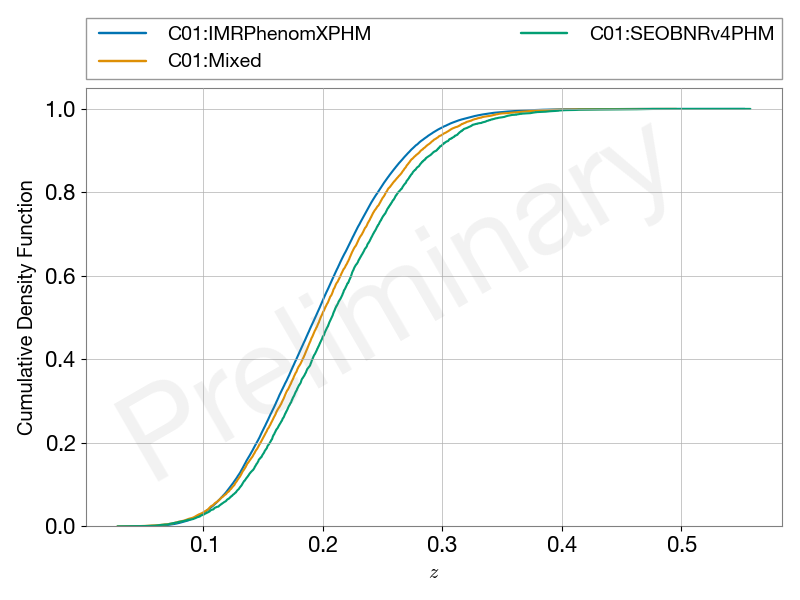 C01:IMRPhenomXPHM
C01:Mixed
C01:SEOBNRv4PHM
Cumulative Density Function
1.0
0.8
0.6
0.4
0.2
0.0
Preliminary
0.1 0.2 0.3 0.4 0.5
z